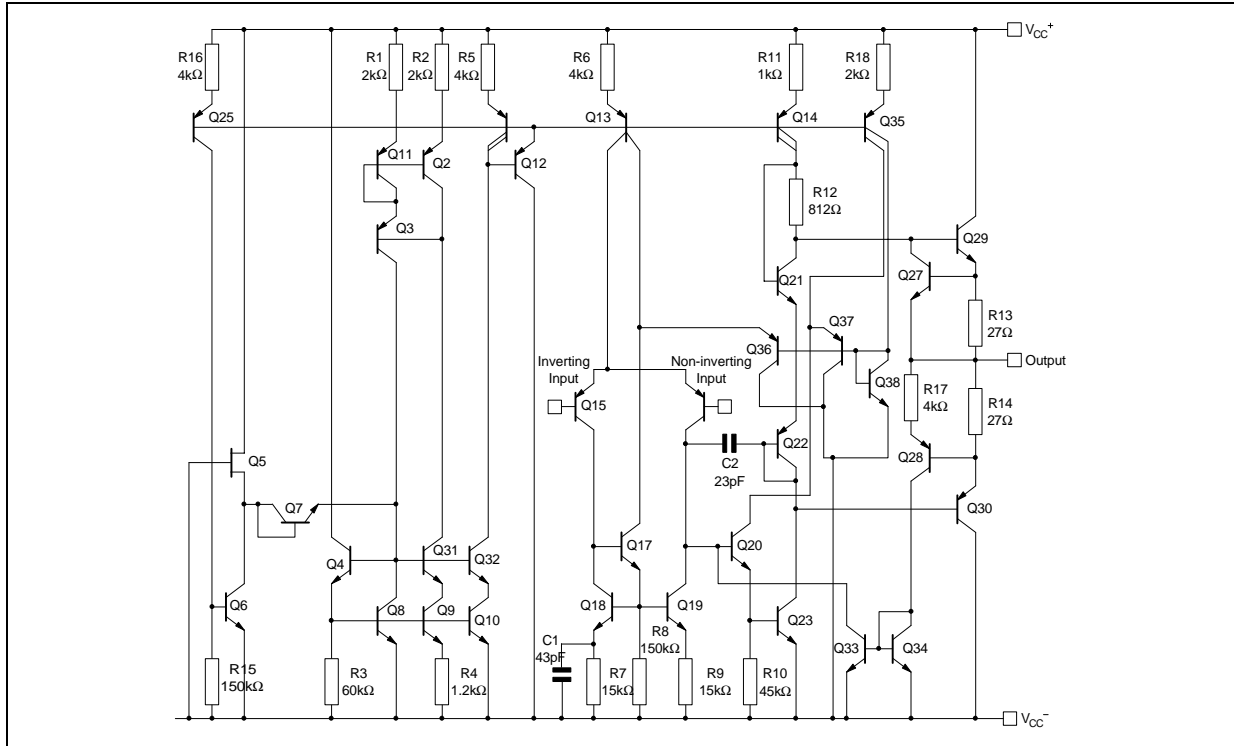 V_CC^+
R16
4kΩ
R1
2kΩ
R2
2kΩ
R5
4kΩ
R6
4kΩ
R11
1kΩ
R18
2kΩ
Q25
Q13
Q14
Q35
Q11
Q2
Q12
R12
812Ω
Q3
Q29
Q27
Q21
R13
27Ω
Q37
Q36
Inverting
Input
Non-inverting
Input
Output
Q38
Q15
R17
4kΩ
R14
27Ω
Q22
C2
23pF
Q28
Q5
Q7
Q30
Q4
Q31
Q32
Q17
Q20
Q6
Q8
Q9
Q10
Q18
Q19
Q23
C1
43pF
R8
150kΩ
Q33
Q34
R15
150kΩ
R3
60kΩ
R4
1.2kΩ
R7
15kΩ
R9
15kΩ
R10
45kΩ
V_CC^−